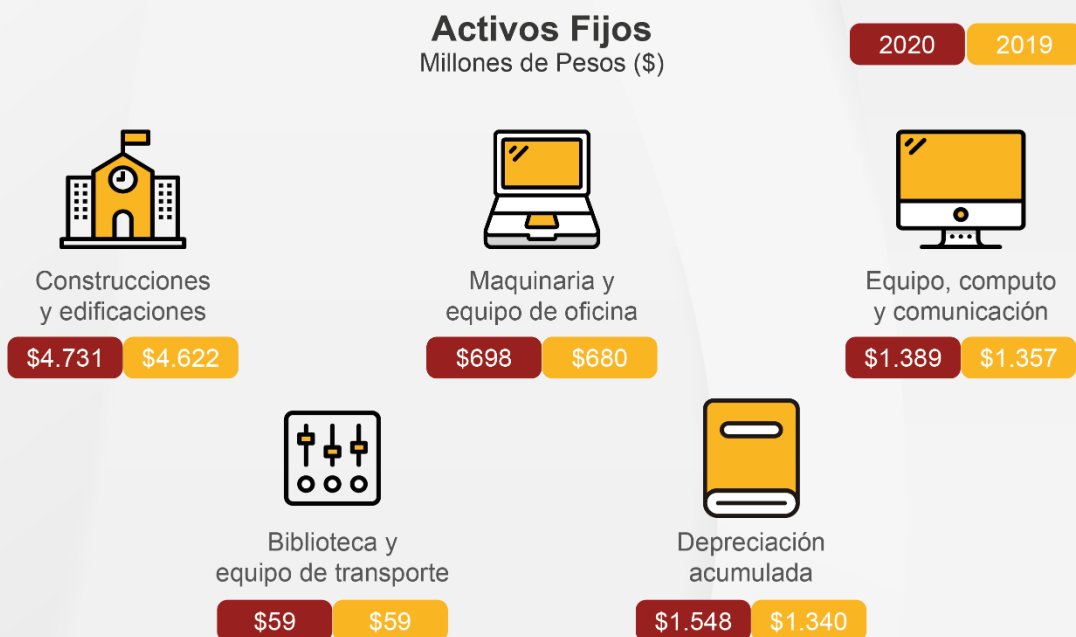 Activos Fijos
Millones de Pesos ($)
2020 2019
Construcciones
y edificaciones
$4.731 $4.622
Maquinaria y
equipo de oficina
$698 $680
Equipo, computo
y comunicación
$1.389 $1.357
Biblioteca y
equipo de transporte
$59 $59
Depreciación
acumulada
$1.548 $1.340